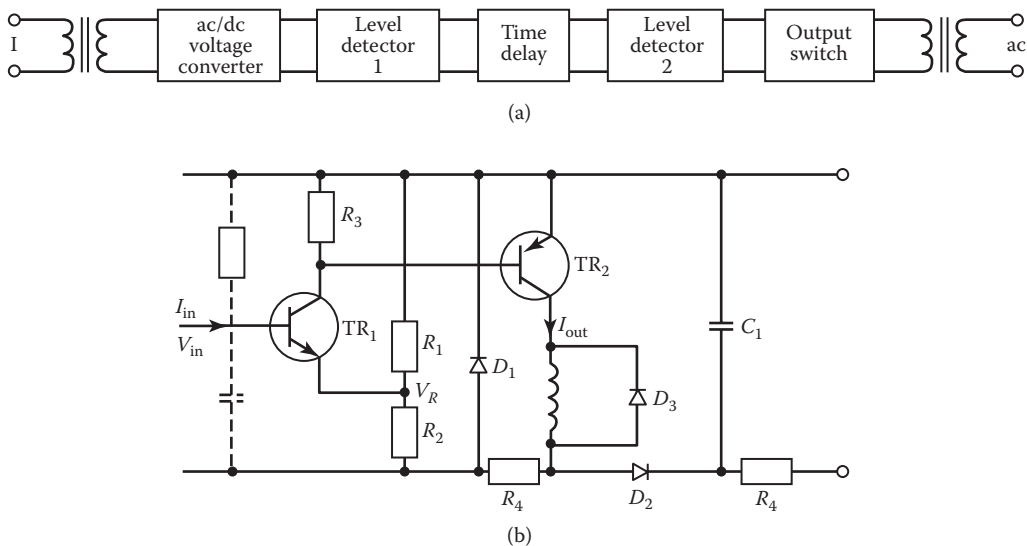 I
ac/dc
voltage
converter
Level
detector
1
Time
delay
Level
detector
2
Output
switch
ac
(a)
R3
TR2
Iin
Vin
TR1
R1
VR
R2
D1
Iout
D3
C1
R4
D2
R4
(b)